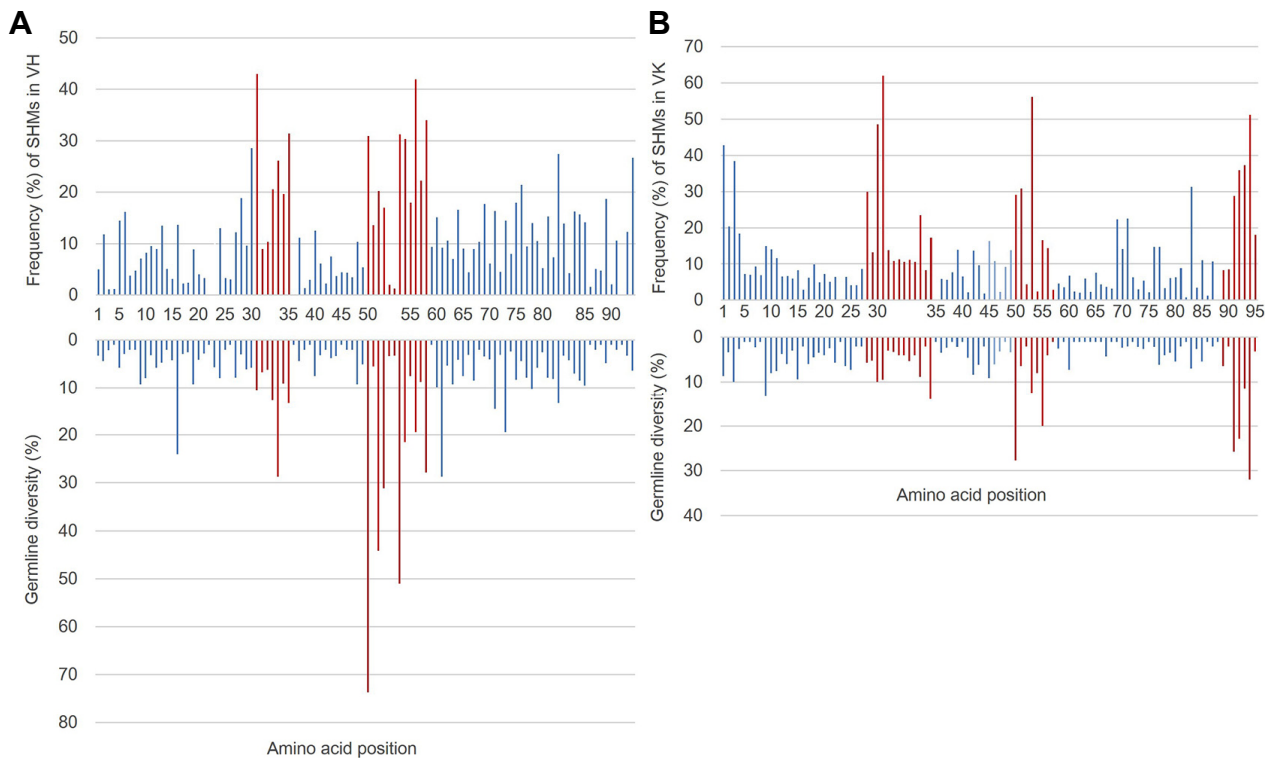 A
Frequency (%) of SHMs in VH
50
40
30
20
10
0
1 5 10 15 20 25 30 35 40 45 50 55 60 65 70 75 80 85 90
Germline diversity (%)
0
10
20
30
40
50
60
70
80
Amino acid position
B
Frequency (%) of SHMs in VK
70
60
50
40
30
20
10
0
1 5 10 15 20 25 30 35 40 45 50 55 60 65 70 75 80 85 90 95
Germline diversity (%)
0
10
20
30
40
Amino acid position